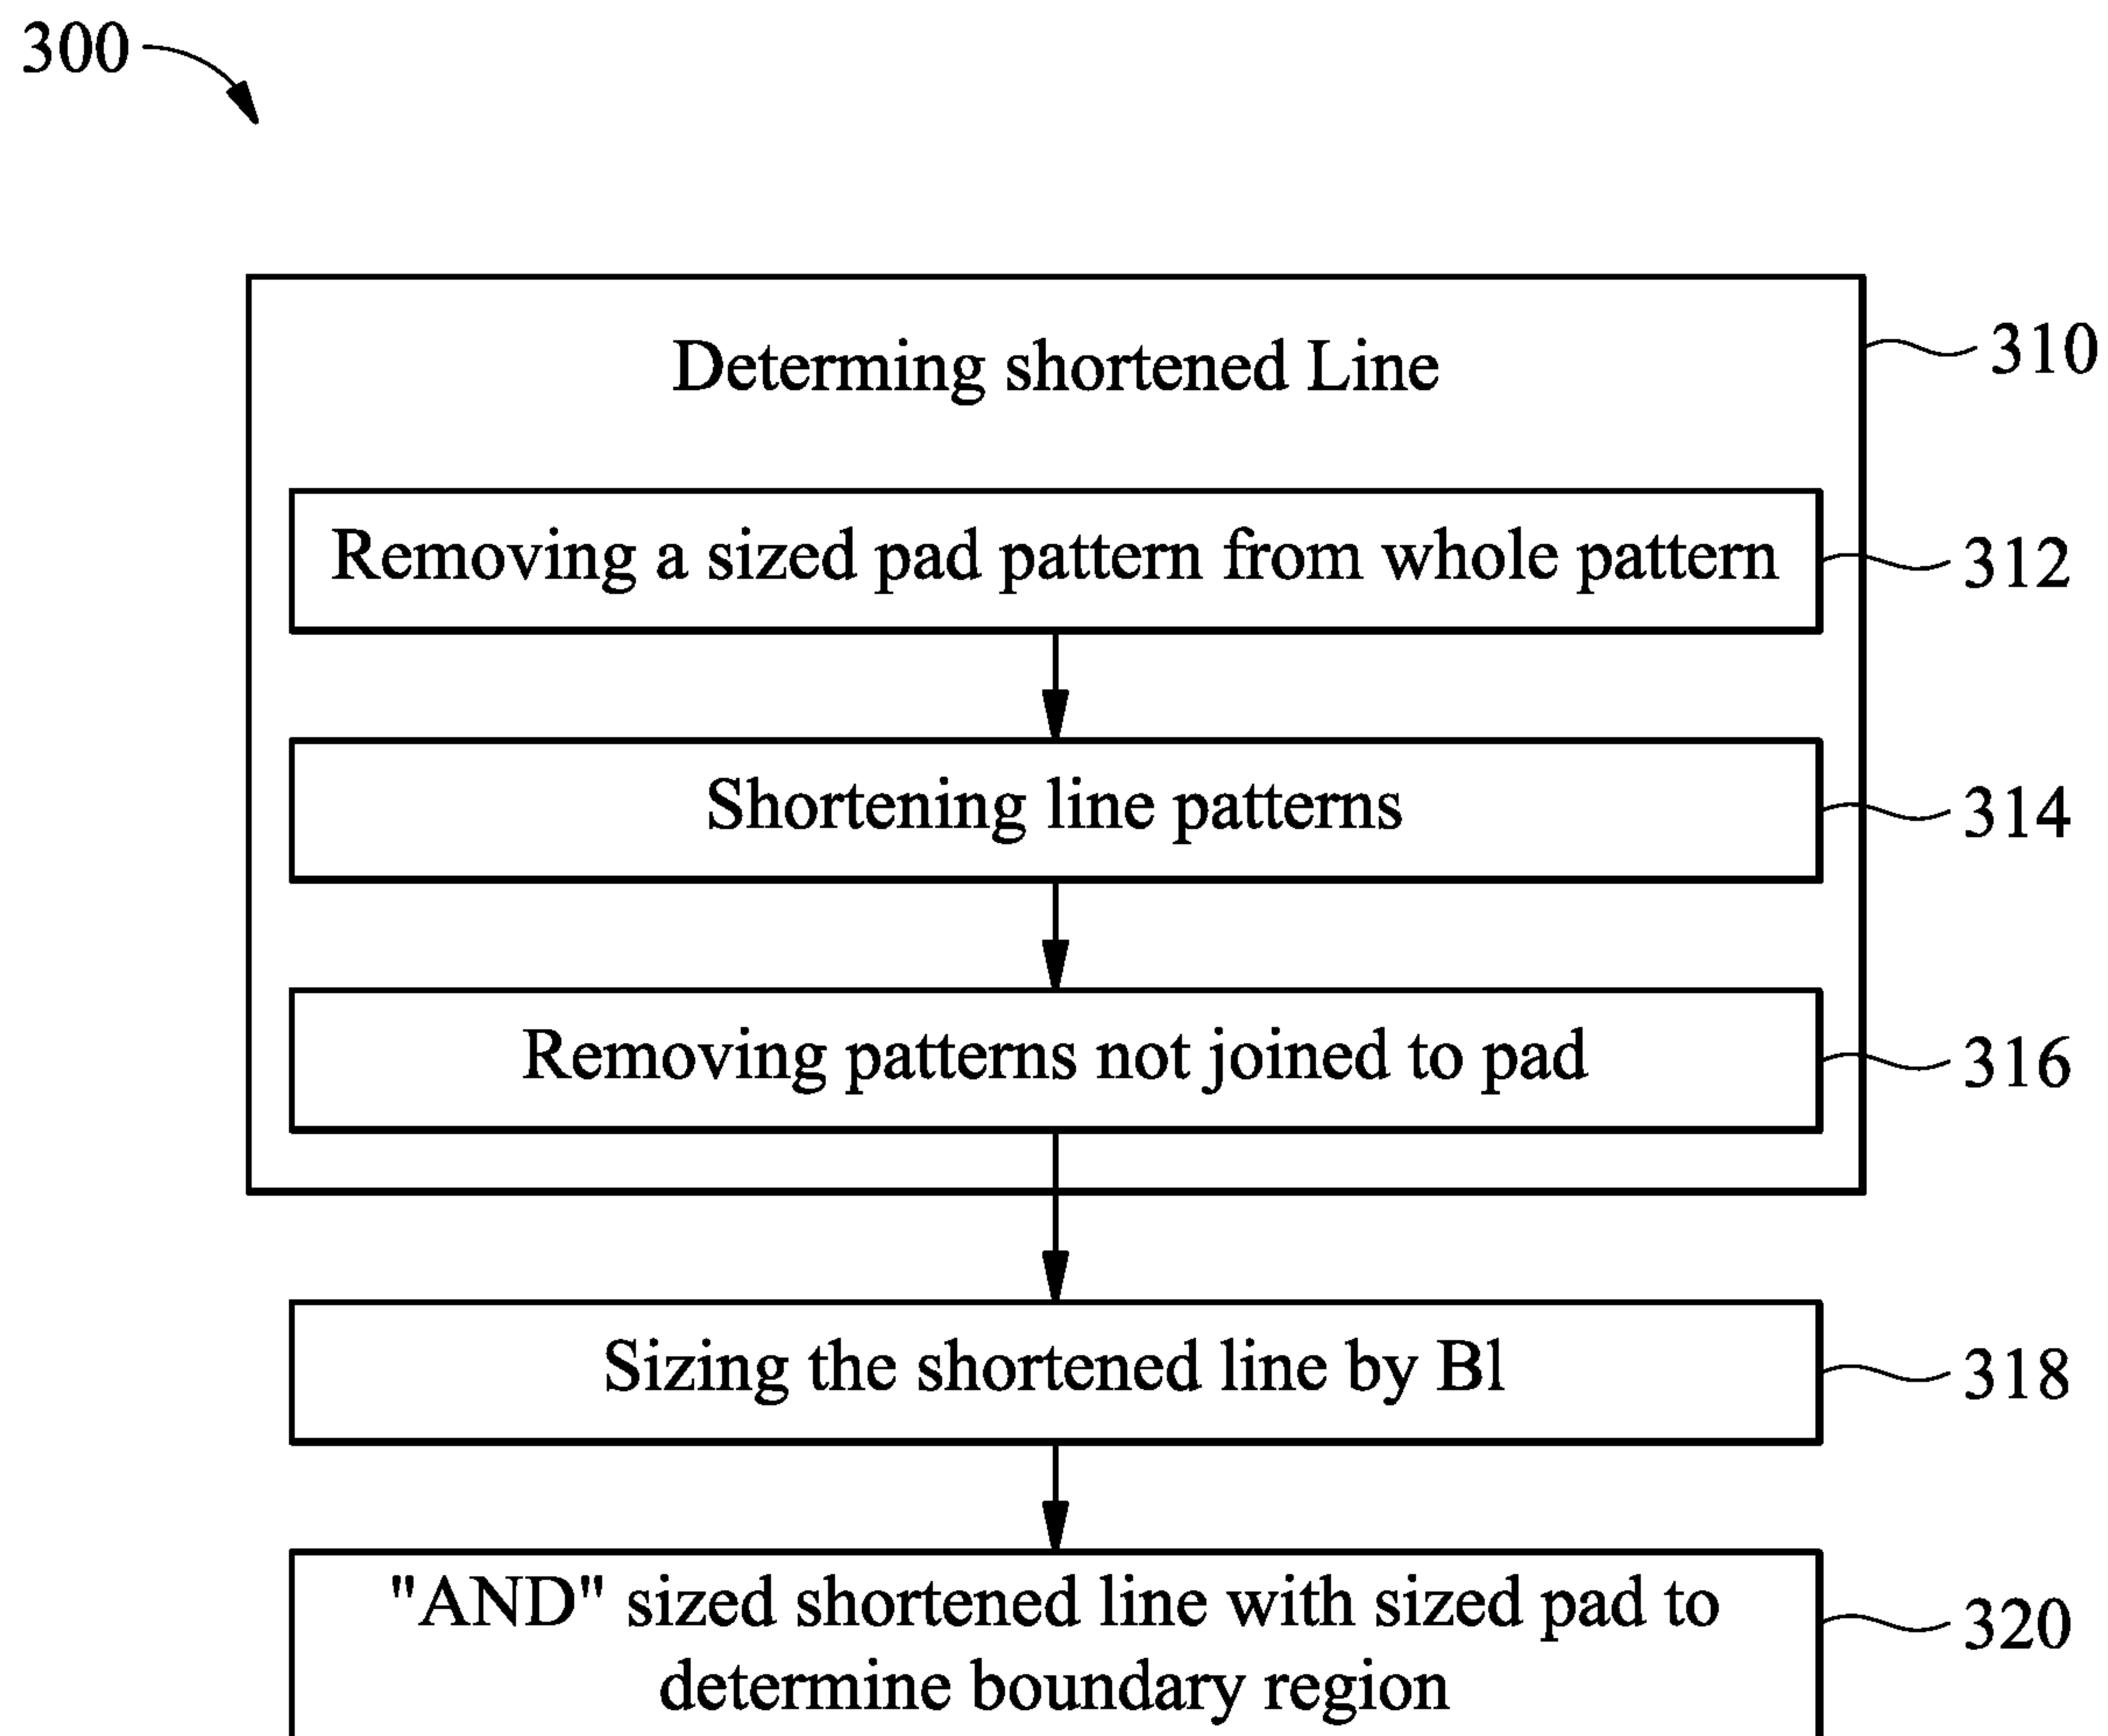 300
Determing shortened Line
310
Removing a sized pad pattern from whole pattern
312
Shortening line patterns
314
Removing patterns not joined to pad
316
Sizing the shortened line by Bl
318
"AND" sized shortened line with sized pad to
determine boundary region
320